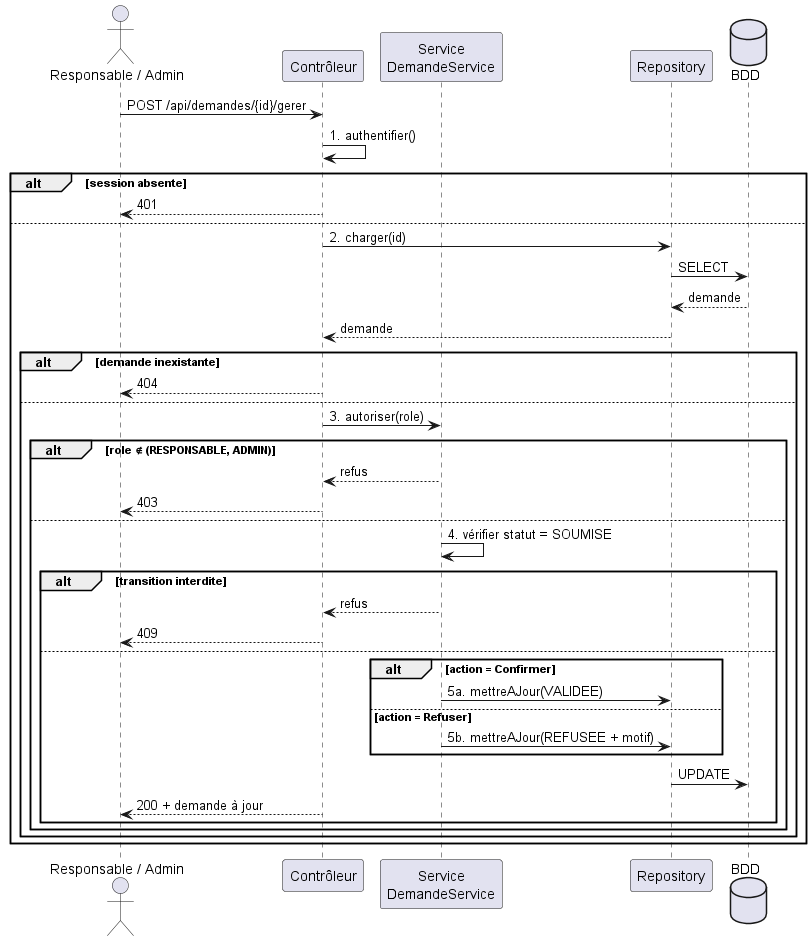 Responsable / Admin
Contrôleur
Service
DemandeService
Repository
BDD
POST /api/demandes/{id}/gerer
1. authentifier()
alt [session absente]
401
2. charger(id)
SELECT
demande
demande
alt [demande inexistante]
404
3. autoriser(role)
alt [role ∉ (RESPONSABLE, ADMIN)]
refus
403
4. vérifier statut = SOUMISE
alt [transition interdite]
refus
409
alt [action = Confirmer]
5a. mettreAJour(VALIDEE)
[action = Refuser]
5b. mettreAJour(REFUSEE + motif)
UPDATE
200 + demande à jour
Responsable / Admin
Contrôleur
Service
DemandeService
Repository
BDD